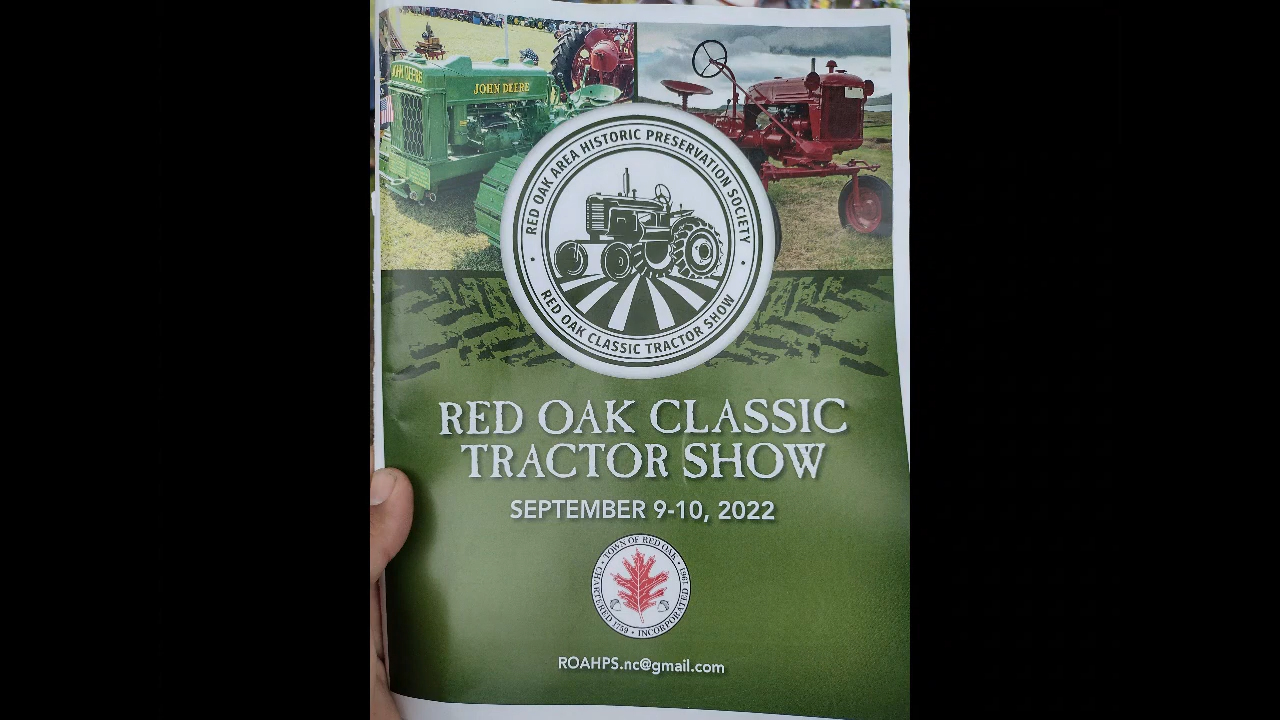 JOHN DEERE
JOHN DEERE
RED OAK AREA HISTORIC PRESERVATION SOCIETY
RED OAK CLASSIC TRACTOR SHOW
RED OAK CLASSIC
TRACTOR SHOW
SEPTEMBER 9-10, 2022
TOWN OF RED OAK
CHARTERED 1759 • INCORPORATED 1961
ROAHPS.nc@gmail.com